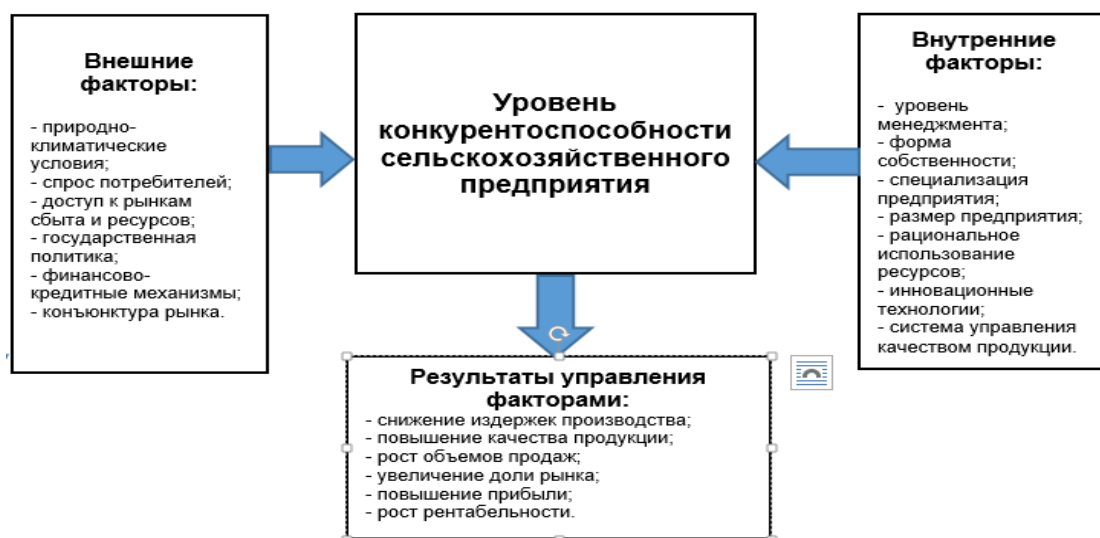 Внешние
факторы:
- природно-
климатические
условия;
- спрос потребителей;
- доступ к рынкам
сбыта и ресурсов;
- государственная
политика;
- финансово-
кредитные механизмы;
- конъюнктура рынка.
Уровень
конкурентоспособности
сельскохозяйственного
предприятия
Внутренние
факторы:
- уровень
менеджмента;
- форма
собственности;
- специализация
предприятия;
- размер предприятия;
- рациональное
использование
ресурсов;
- инновационные
технологии;
- система управления
качеством продукции.
Результаты управления
факторами:
- снижение издержек производства;
- повышение качества продукции;
- рост объемов продаж;
- увеличение доли рынка;
- повышение прибыли;
- рост рентабельности.